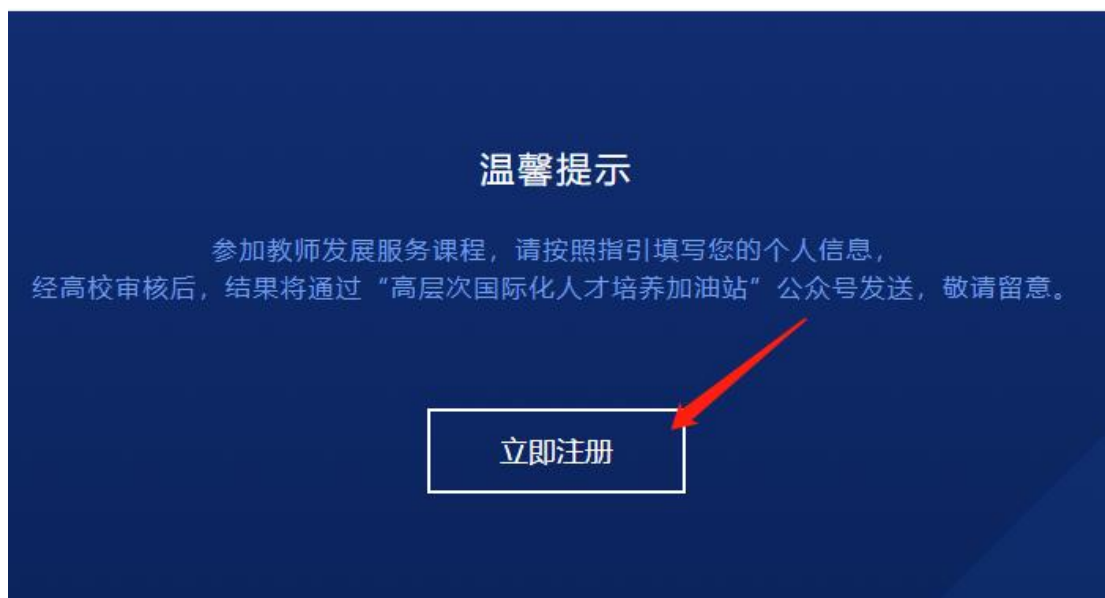 温馨提示
参加教师发展服务课程，请按照指引填写您的个人信息，
经高校审核后，结果将通过“高层次国际化人才培养加油站”公众号发送，敬请留意。
立即注册